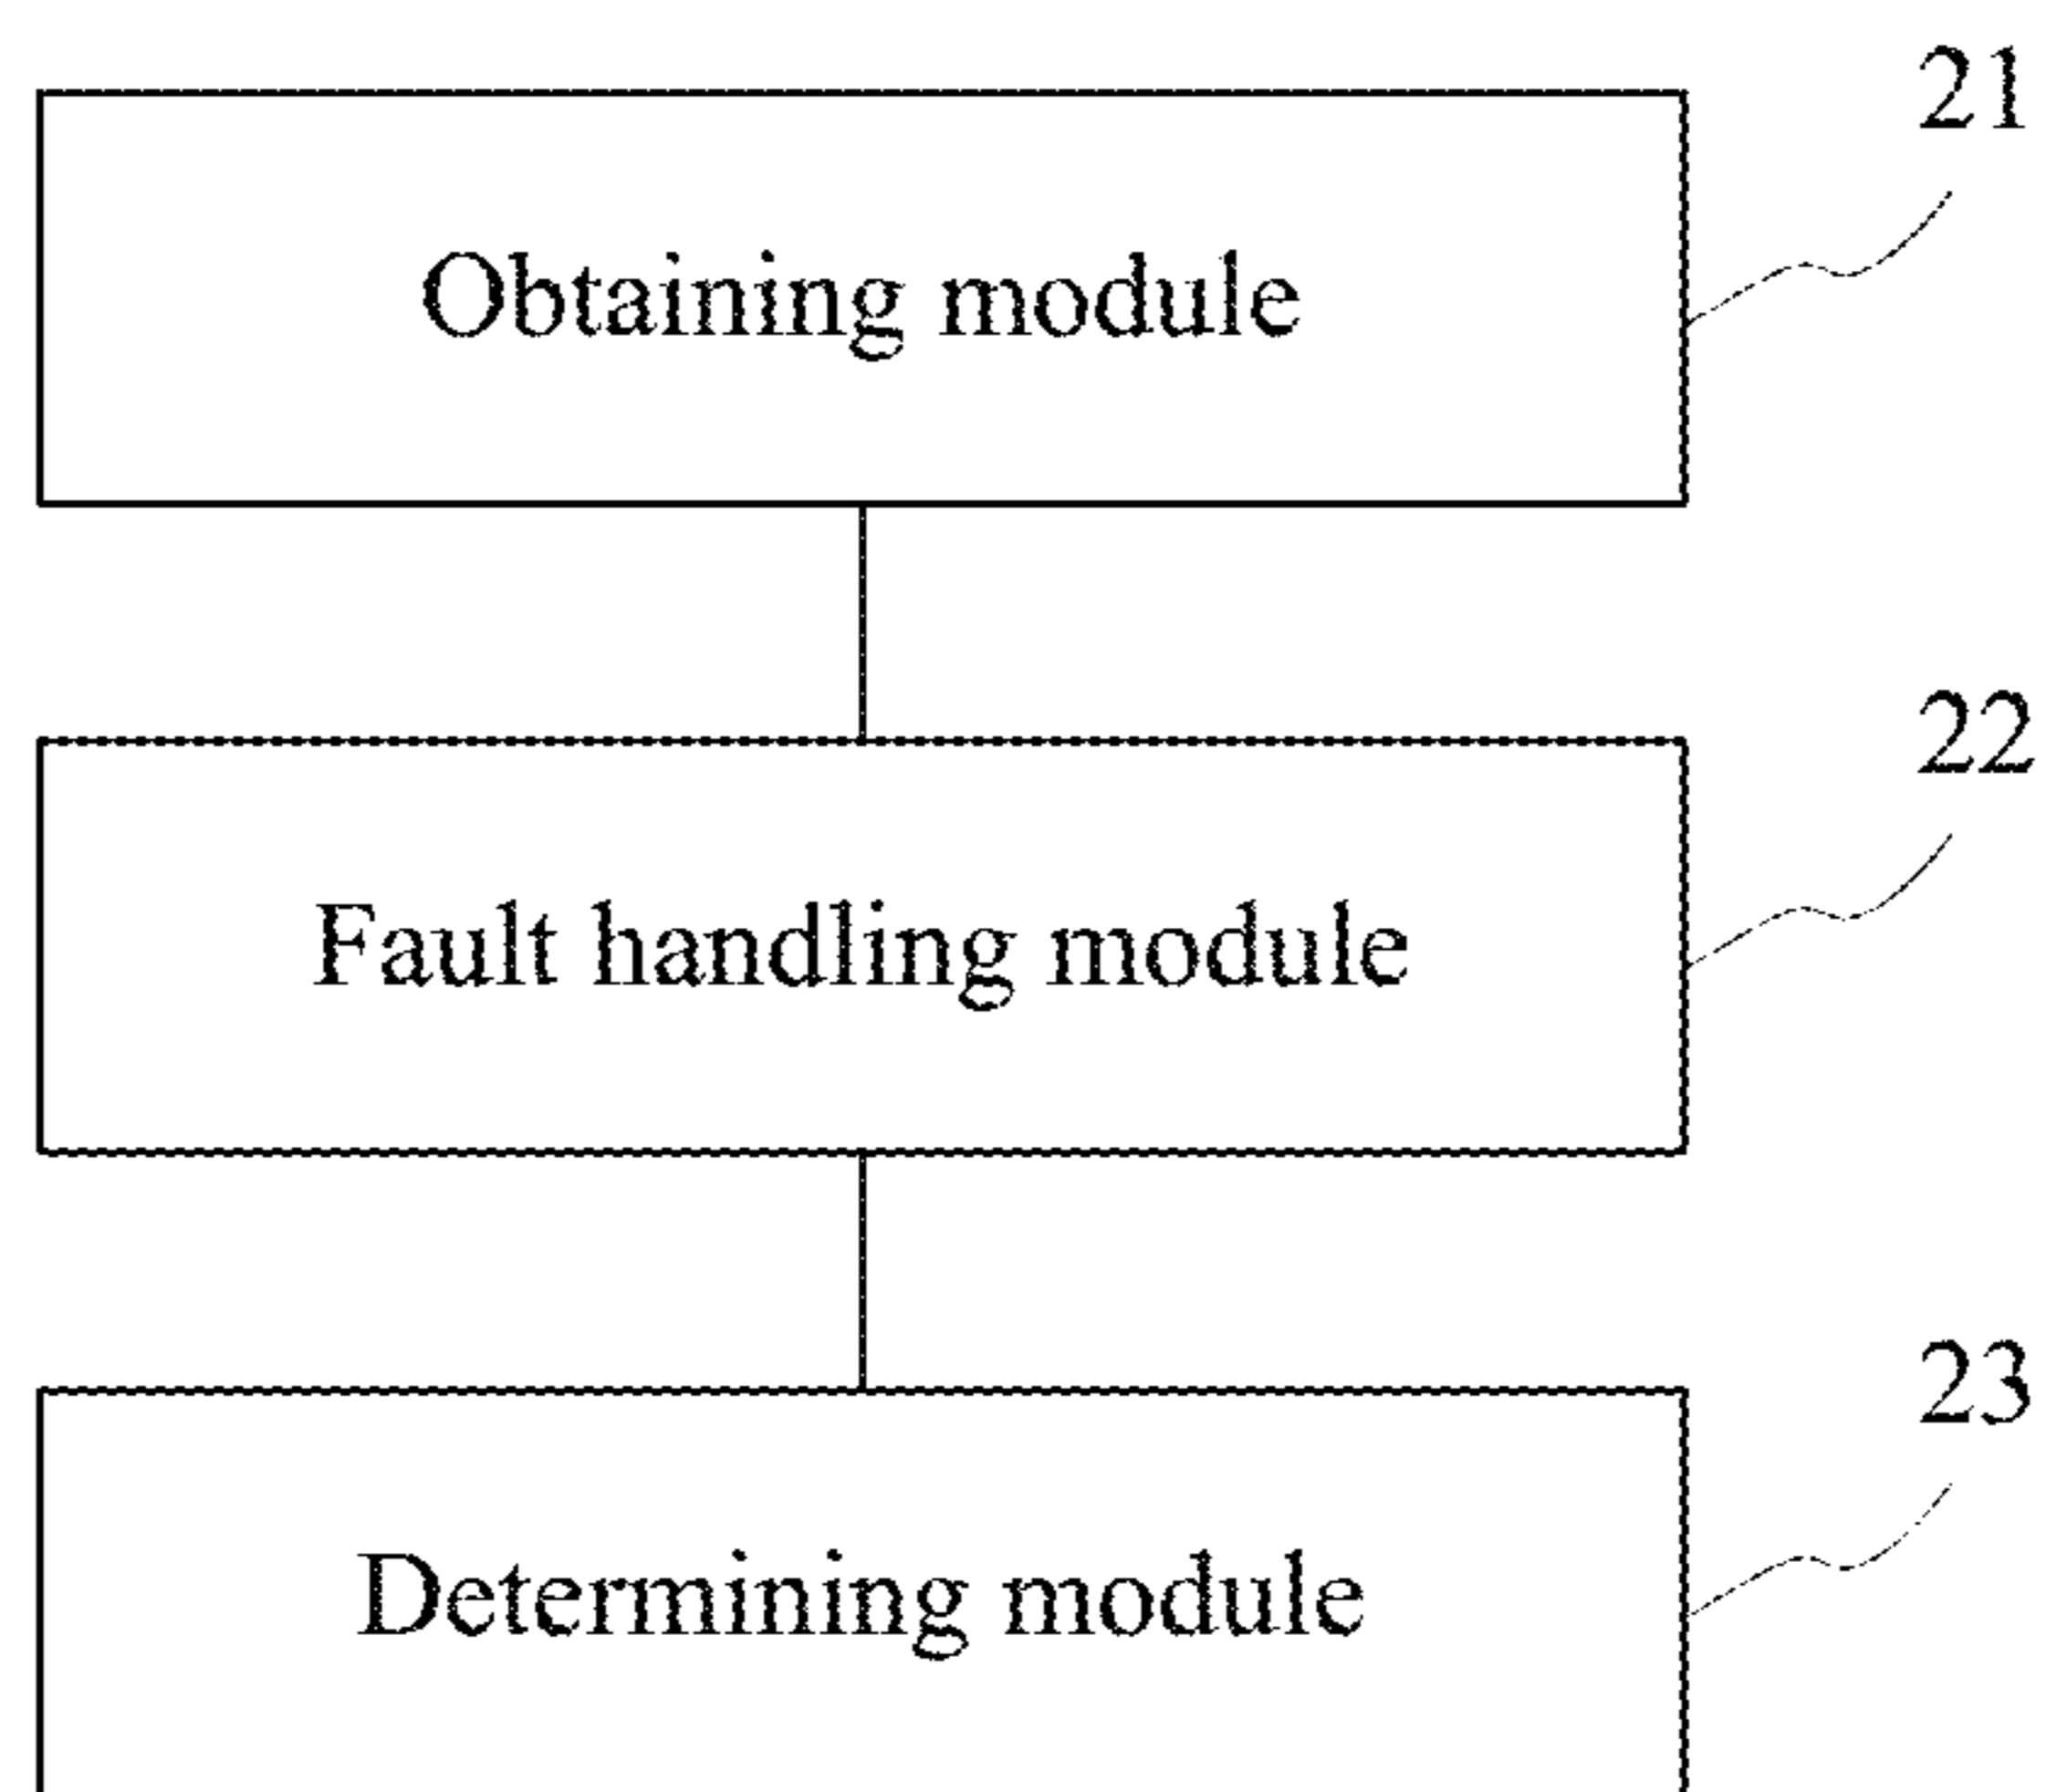 21
Obtaining module
22
Fault handling module
23
Determining module